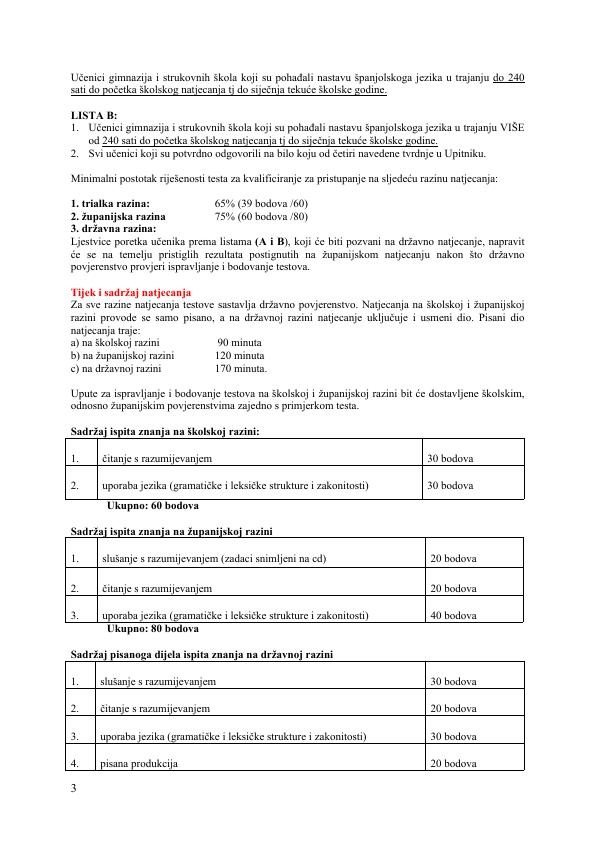 Učenici gimnazija i strukovnih škola koji su pohađali nastavu španjolskoga jezika u trajanju do 240
sati do početka školskog natjecanja tj do siječnja tekuće školske godine.
LISTA B:
1. Učenici gimnazija i strukovnih škola koji su pohađali nastavu španjolskoga jezika u trajanju VIŠE
od 240 sati do početka školskog natjecanja tj do siječnja tekuće školske godine.
2. Svi učenici koji su potvrdno odgovorili na bilo koju od četiri navedene tvrdnje u Upitniku.
Minimalni postotak riješenosti testa za kvalificiranje za pristupanje na sljedeću razinu natjecanja:
1. trialka razina: 65% (39 bodova /60)
2. županijska razina 75% (60 bodova /80)
3. državna razina:
Ljestvice poretka učenika prema listama (A i B), koji će biti pozvani na državno natjecanje, napravit
će se na temelju pristiglih rezultata postignutih na županijskom natjecanju nakon što državno
povjerenstvo provjeri ispravljanje i bodovanje testova.
Tijek i sadržaj natjecanja
Za sve razine natjecanja testove sastavlja državno povjerenstvo. Natjecanja na školskoj i županijskoj
razini provode se samo pisano, a na državnoj razini natjecanje uključuje i usmeni dio. Pisani dio
natjecanja traje:
a) na školskoj razini 90 minuta
b) na županijskoj razini 120 minuta
c) na državnoj razini 170 minuta.
Upute za ispravljanje i bodovanje testova na školskoj i županijskoj razini bit će dostavljene školskim,
odnosno županijskim povjerenstvima zajedno s primjerkom testa.
Sadržaj ispita znanja na školskoj razini:
1. čitanje s razumijevanjem 30 bodova
2. uporaba jezika (gramatičke i leksičke strukture i zakonitosti) 30 bodova
Ukupno: 60 bodova
Sadržaj ispita znanja na županijskoj razini
1. slušanje s razumijevanjem (zadaci snimljeni na cd) 20 bodova
2. čitanje s razumijevanjem 20 bodova
3. uporaba jezika (gramatičke i leksičke strukture i zakonitosti) 40 bodova
Ukupno: 80 bodova
Sadržaj pisanoga dijela ispita znanja na državnoj razini
1. slušanje s razumijevanjem 30 bodova
2. čitanje s razumijevanjem 20 bodova
3. uporaba jezika (gramatičke i leksičke strukture i zakonitosti) 30 bodova
4. pisana produkcija 20 bodova
3